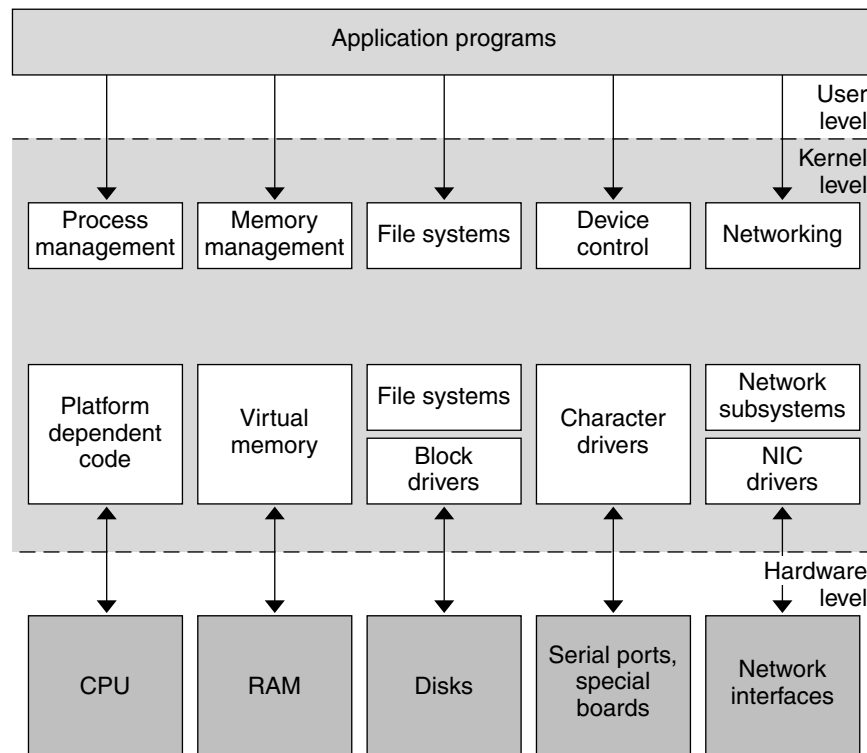 Application programs
User
level
Kernel
level
Process
management
Memory
management
File systems
Device
control
Networking
Platform
dependent
code
Virtual
memory
File systems
Block
drivers
Character
drivers
Network
subsystems
NIC
drivers
Hardware
level
CPU
RAM
Disks
Serial ports,
special
boards
Network
interfaces